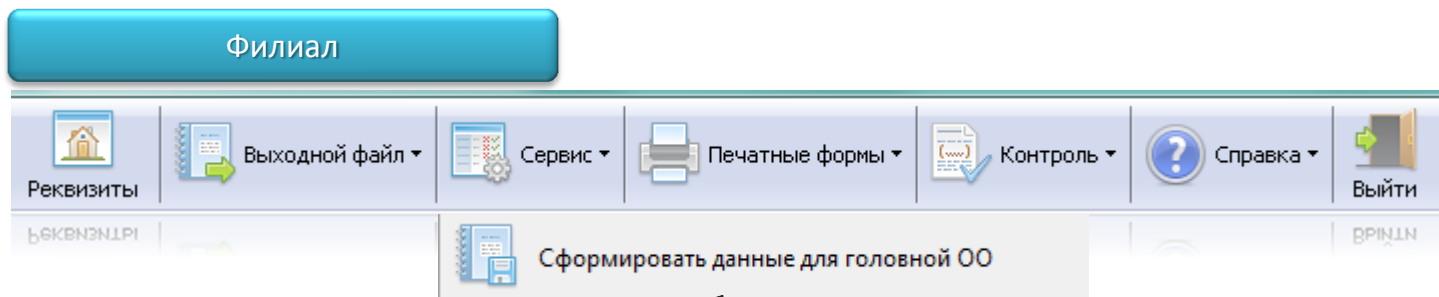 Филиал
Реквизиты
Выходной файл
Сервис
Печатные формы
Контроль
Справка
Выйти
Сформировать данные для головной ОО